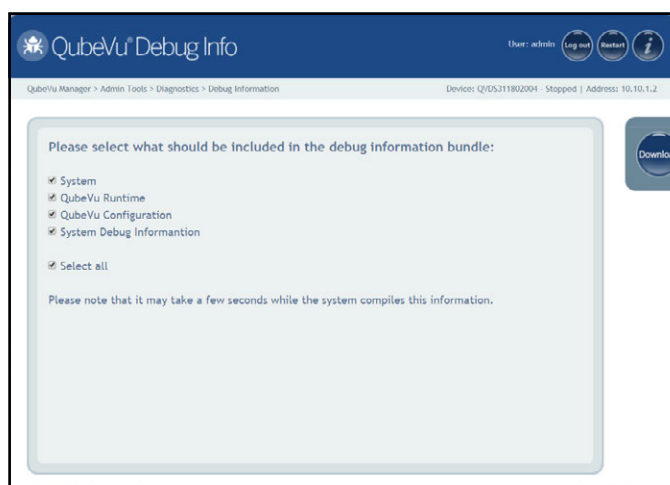 QubeVu® Debug Info
User: admin
Log out
Restart
i
QubeVu Manager > Admin Tools > Diagnostics > Debug Information
Device: QVDS311802004 - Stopped | Address: 10.10.1.2
Please select what should be included in the debug information bundle:
System
QubeVu Runtime
QubeVu Configuration
System Debug Informantion
Select all
Please note that it may take a few seconds while the system compiles this information.
Downlo